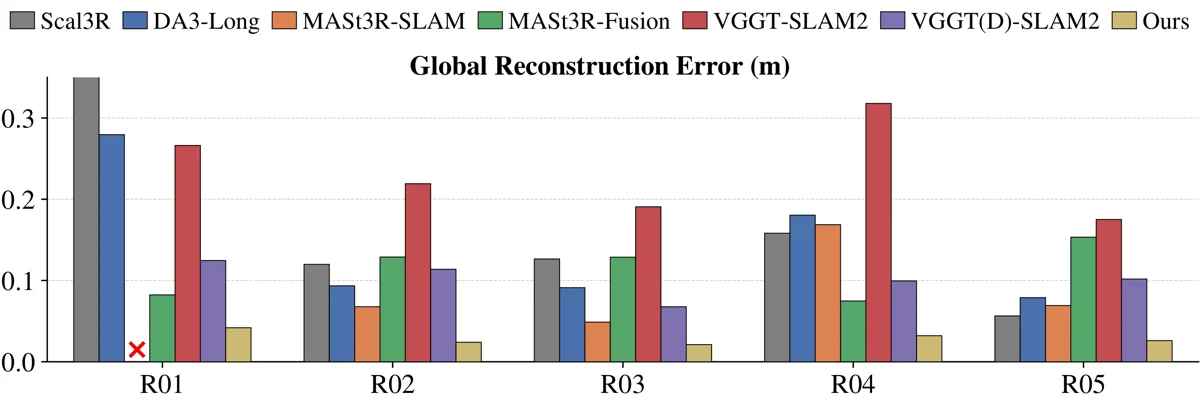 Scal3R DA3-Long MASt3R-SLAM MASt3R-Fusion VGGT-SLAM2 VGGT(D)-SLAM2 Ours
Global Reconstruction Error (m)
0.3
0.2
0.1
0.0
R01 R02 R03 R04 R05